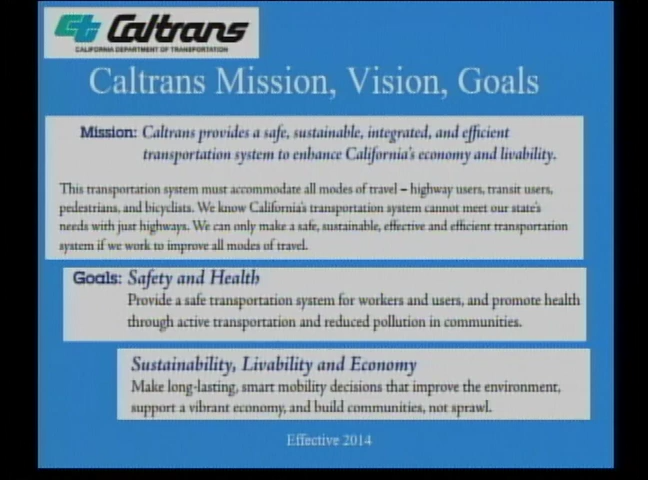 Caltrans
CALIFORNIA DEPARTMENT OF TRANSPORTATION
Caltrans Mission, Vision, Goals
Mission: Caltrans provides a safe, sustainable, integrated, and efficient
transportation system to enhance California's economy and livability.
This transportation system must accommodate all modes of travel – highway users, transit users,
pedestrians, and bicyclists. We know California's transportation system cannot meet our state's
needs with just highways. We can only make a safe, sustainable, effective and efficient transportation
system if we work to improve all modes of travel.
Goals: Safety and Health
Provide a safe transportation system for workers and users, and promote health
through active transportation and reduced pollution in communities.
Sustainability, Livability and Economy
Make long-lasting, smart mobility decisions that improve the environment,
support a vibrant economy, and build communities, not sprawl.
Effective 2014